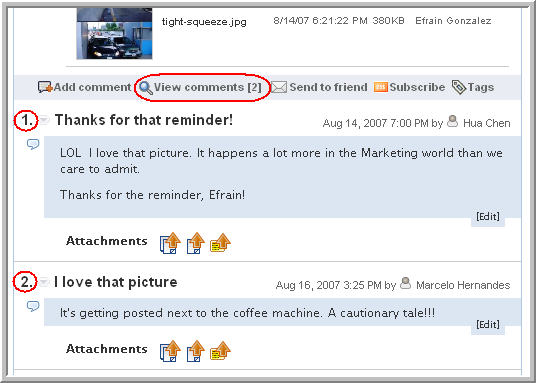 tight-squeeze.jpg 8/14/07 6:21:22 PM 380KB Efrain Gonzalez
Add comment View comments [2] Send to friend Subscribe Tags
1. Thanks for that reminder! Aug 14, 2007 7:00 PM by Hua Chen
LOL I love that picture. It happens a lot more in the Marketing world than we
care to admit.
Thanks for the reminder, Efrain!
[Edit]
Attachments
2. I love that picture Aug 16, 2007 3:25 PM by Marcelo Hernandes
It's getting posted next to the coffee machine. A cautionary tale!!!
[Edit]
Attachments